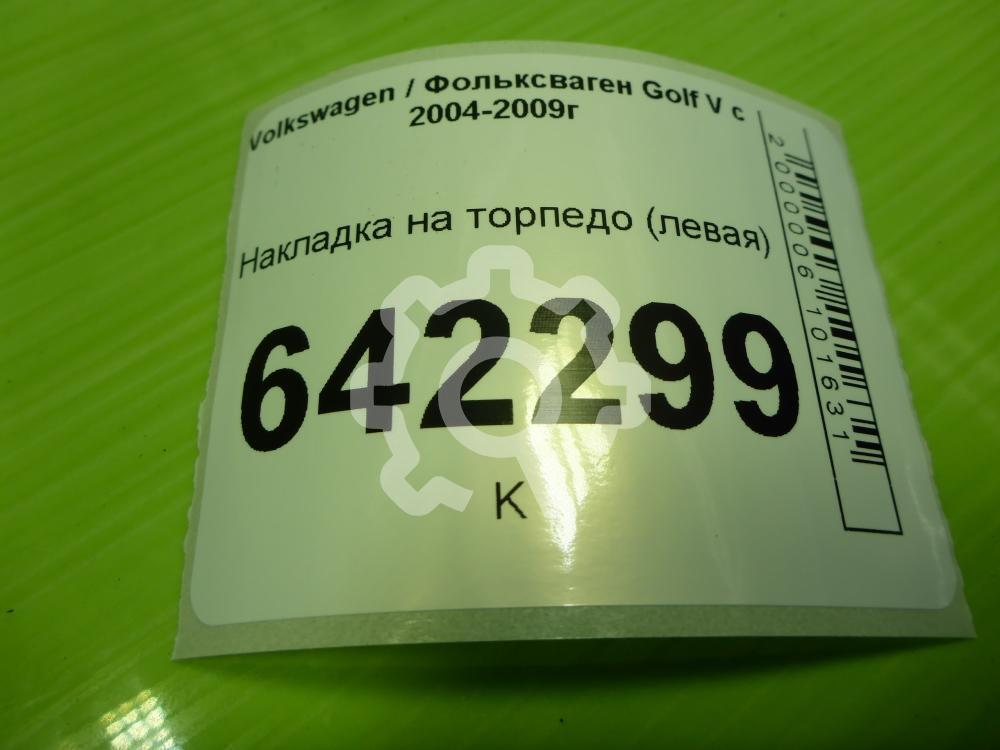 Volkswagen / Фольксваген Golf V с
2004-2009г
Накладка на торпедо (левая)
642299
К
2000006101631